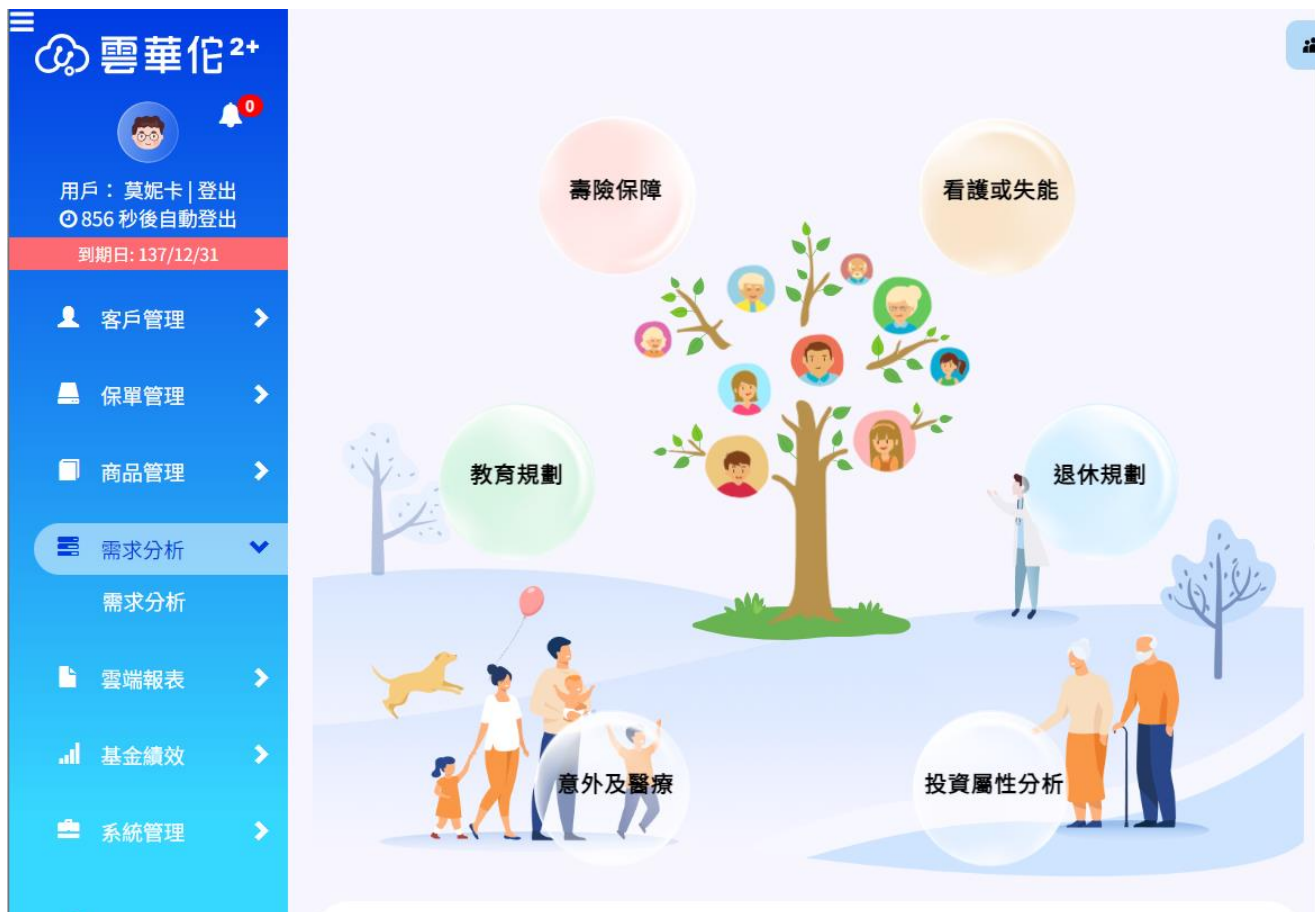 雲華佗2+
0
用戶： 莫妮卡 | 登出
856 秒後自動登出
到期日: 137/12/31
客戶管理
保單管理
商品管理
需求分析
需求分析
雲端報表
基金績效
系統管理
壽險保障
看護或失能
教育規劃
退休規劃
意外及醫療
投資屬性分析